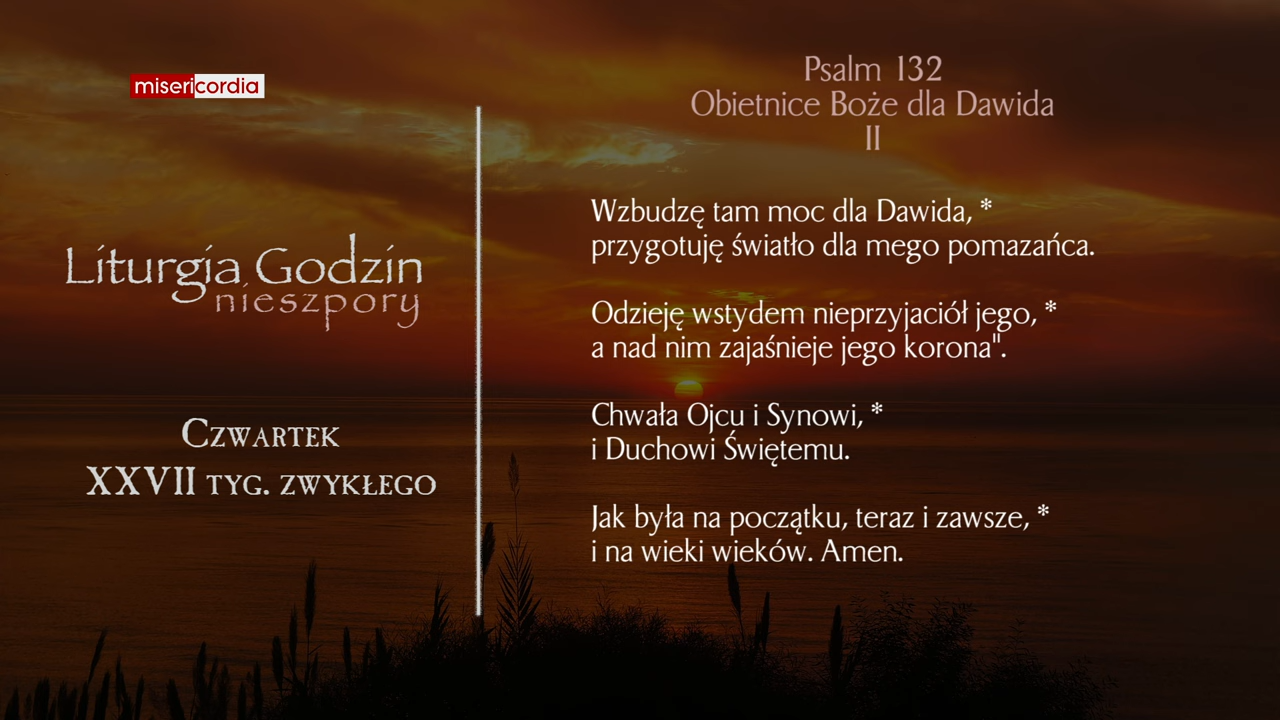 misericordia
Liturgia Godzin
nieszpory
Czwartek
XXVII tyg. zwykłego
Psalm 132
Obietnice Boże dla Dawida
II
Wzbudzę tam moc dla Dawida, *
przygotuję światło dla mego pomazańca.
Odzieję wstydem nieprzyjaciół jego, *
a nad nim zajaśnieje jego korona".
Chwała Ojcu i Synowi, *
i Duchowi Świętemu.
Jak była na początku, teraz i zawsze, *
i na wieki wieków. Amen.